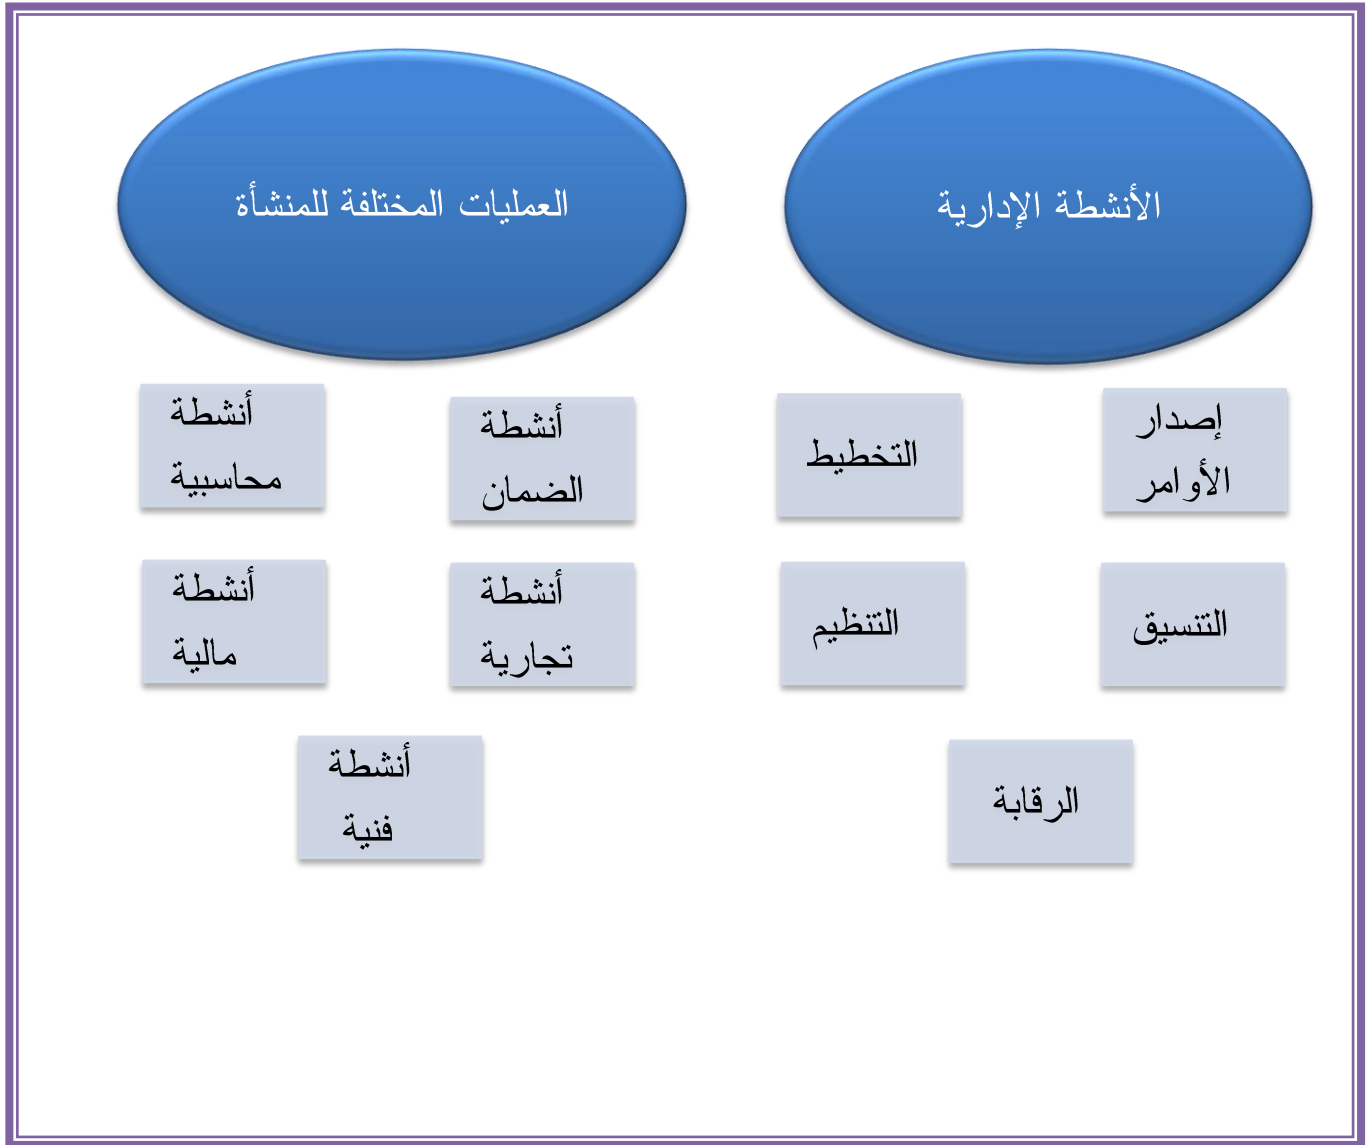 الأنشطة الإدارية
إصدار
الأوامر
التخطيط
التنسيق
التنظيم
الرقابة
العمليات المختلفة للمنشأة
أنشطة
الضمان
أنشطة
محاسبية
أنشطة
تجارية
أنشطة
مالية
أنشطة
فنية